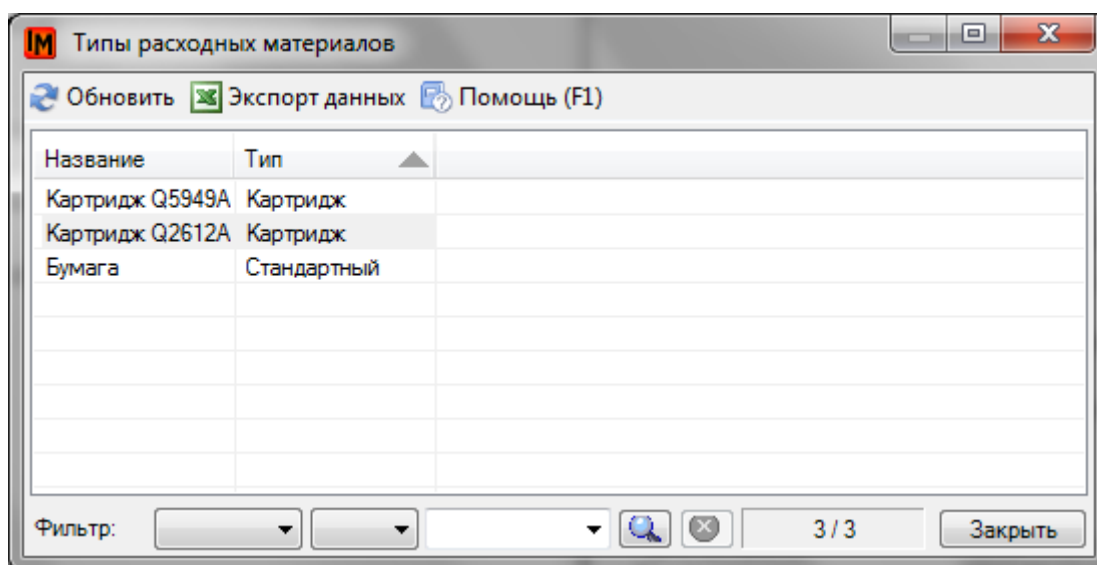 IM Типы расходных материалов
Обновить Экспорт данных Помощь (F1)
Название Тип
Картридж Q5949A Картридж
Картридж Q2612A Картридж
Бумага Стандартный
Фильтр: 3 / 3 Закрыть